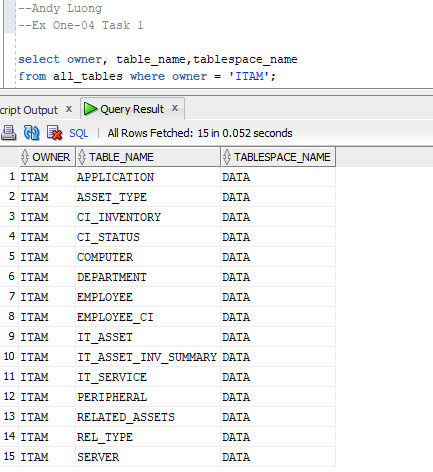 --Andy Luong
--Ex One-04 Task 1
select owner, table_name,tablespace_name
from all_tables where owner = 'ITAM';
cript Output x Query Result x
SQL | All Rows Fetched: 15 in 0.052 seconds
OWNER TABLE_NAME TABLESPACE_NAME
1 ITAM APPLICATION DATA
2 ITAM ASSET_TYPE DATA
3 ITAM CI_INVENTORY DATA
4 ITAM CI_STATUS DATA
5 ITAM COMPUTER DATA
6 ITAM DEPARTMENT DATA
7 ITAM EMPLOYEE DATA
8 ITAM EMPLOYEE_CI DATA
9 ITAM IT_ASSET DATA
10 ITAM IT_ASSET_INV_SUMMARY DATA
11 ITAM IT_SERVICE DATA
12 ITAM PERIPHERAL DATA
13 ITAM RELATED_ASSETS DATA
14 ITAM REL_TYPE DATA
15 ITAM SERVER DATA